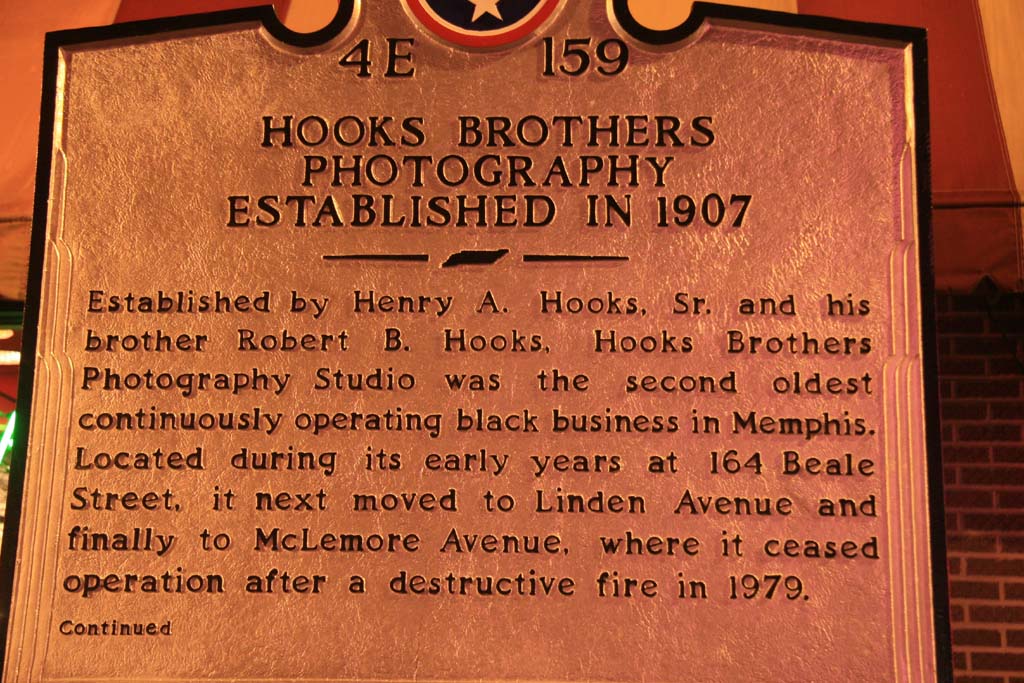 4E 159
HOOKS BROTHERS
PHOTOGRAPHY
ESTABLISHED IN 1907
Established by Henry A. Hooks, Sr. and his
brother Robert B. Hooks, Hooks Brothers
Photography Studio was the second oldest
continuously operating black business in Memphis.
Located during its early years at 164 Beale
Street, it next moved to Linden Avenue and
finally to McLemore Avenue, where it ceased
operation after a destructive fire in 1979.
Continued